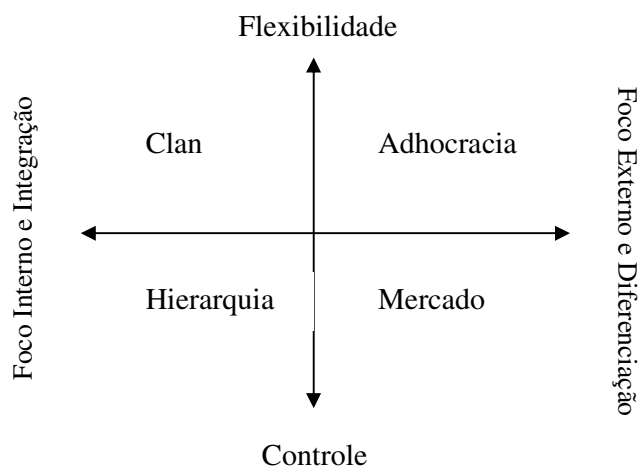 Flexibilidade
Foco Interno e Integração
Clan
Adhocracia
Foco Externo e Diferenciação
Hierarquia
Mercado
Controle